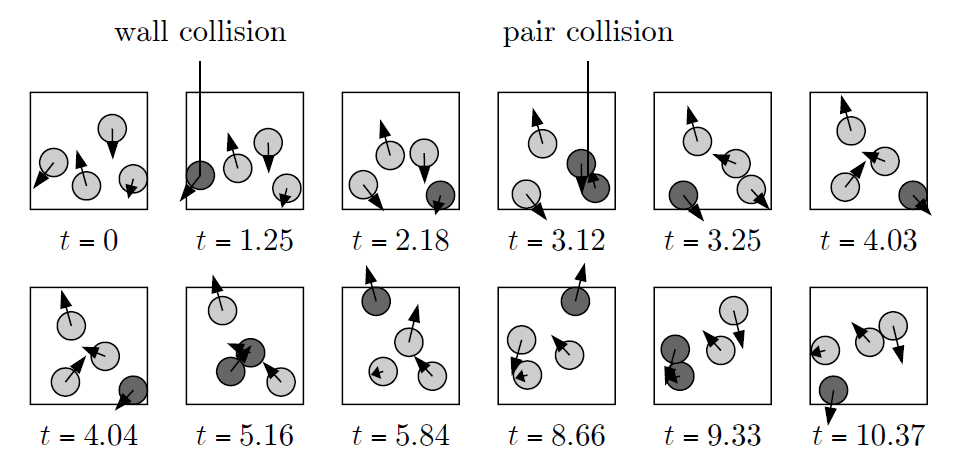 wall collision pair collision
t = 0 t = 1.25 t = 2.18 t = 3.12 t = 3.25 t = 4.03
t = 4.04 t = 5.16 t = 5.84 t = 8.66 t = 9.33 t = 10.37